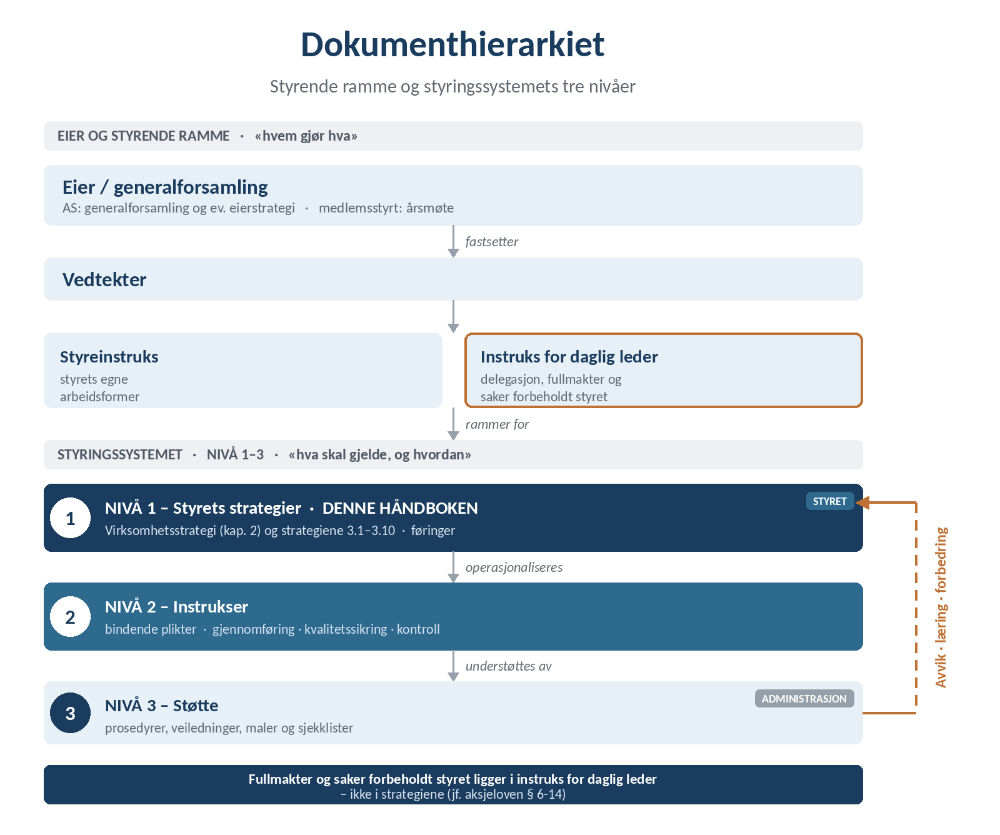 Dokumenthierarkiet
Styrende ramme og styringssystemets tre nivåer
EIER OG STYRENDE RAMME · «hvem gjør hva»
Eier / generalforsamling
AS: generalforsamling og ev. eierstrategi · medlemsstyrt: årsmøte
fastsetter
Vedtekter
Styreinstruks
styrets egne
arbeidsformer
Instruks for daglig leder
delegasjon, fullmakter og
saker forbeholdt styret
rammer for
STYRINGSSYSTEMET · NIVÅ 1–3 · «hva skal gjelde, og hvordan»
1
NIVÅ 1 – Styrets strategier · DENNE HÅNDBOKEN
STYRET
Virksomhetsstrategi (kap. 2) og strategiene 3.1–3.10 · føringer
operasjonaliseres
2
NIVÅ 2 – Instrukser
bindende plikter · gjennomføring · kvalitetssikring · kontroll
understøttes av
3
NIVÅ 3 – Støtte
ADMINISTRASJON
prosedyrer, veiledninger, maler og sjekklister
Avvik · læring · forbedring
Fullmakter og saker forbeholdt styret ligger i instruks for daglig leder
– ikke i strategiene (jf. aksjeloven § 6-14)